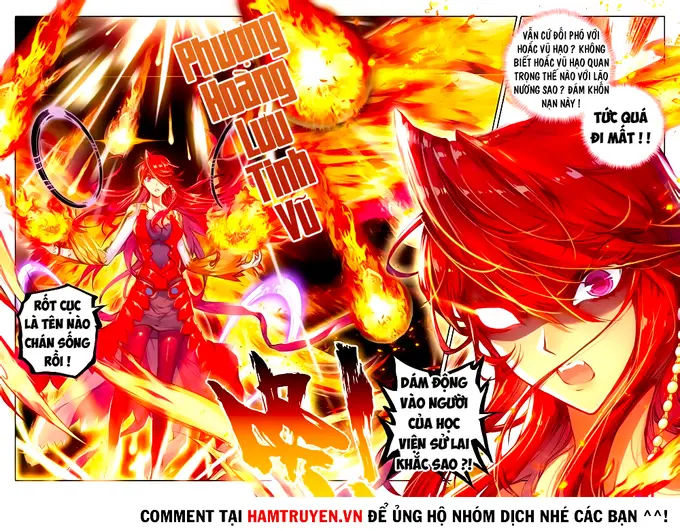 VẪN CỨ ĐỐI PHÓ VỚI
HOẮC VŨ HẠO ? KHÔNG
BIẾT HOẮC VŨ HẠO QUAN
TRỌNG THẾ NÀO VỚI LÃO
NƯƠNG SAO ? ĐÁM KHỐN
NẠN NÀY !
TỨC QUÁ
ĐI MẤT ! !
Phượng
Hoàng
Lưu
Tinh
Vũ
RỐT CỤC
LÀ TÊN NÀO
CHÁN SỐNG
RỒI !
DÁM ĐỘNG
VÀO NGƯỜI
CỦA HỌC
VIỆN SỬ LAI
KHẮC SAO ?!
COMMENT TẠI HAMTRUYEN.VN ĐỂ ỦNG HỘ NHÓM DỊCH NHÉ CÁC BẠN ^^!